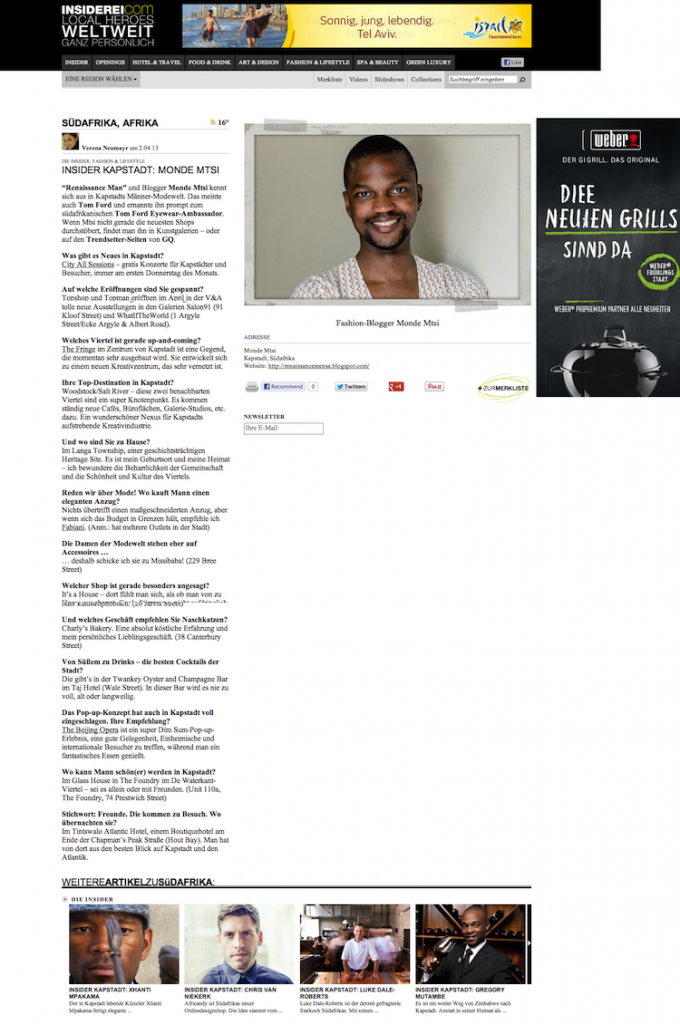 INSIDEREI.com
LOCAL HEROES
WELTWEIT
GANZ PERSÖNLICH
Sonnig, jung, lebendig.
Tel Aviv.
israel
INSIDER
OPENINGS
HOTEL & TRAVEL
FOOD & DRINK
ART & DESIGN
FASHION & LIFESTYLE
SPA & BEAUTY
GREEN LUXURY
Like
EINE REGION WÄHLEN
Merkliste
Videos
Slideshows
Collections
Suchbegriff eingeben
SÜDAFRIKA, AFRIKA
16°
Verena Neumayr am 2.04.13
DIE INSIDER, FASHION & LIFESTYLE
INSIDER KAPSTADT: MONDE MTSI
“Renaissance Man” und Blogger Monde Mtsi kennt
sich aus in Kapstadts Männer-Modewelt. Das meinte
auch Tom Ford und ernannte ihn prompt zum
südafrikanischen Tom Ford Eyewear-Ambassador.
Wenn Mtsi nicht gerade die neuesten Shops
durchstöbert, findet man ihn in Kunstgalerien – oder
auf den Trendsetter-Seiten von GQ.
Was gibt es Neues in Kapstadt?
City All Sessions – gratis Konzerte für Kapstädter und
Besucher, immer am ersten Donnerstag des Monats.
Auf welche Eröffnungen sind Sie gespannt?
Topshop und Topman eröffnen im April in der V&A
tolle neue Ausstellungen in den Galerien Salon91 (91
Kloof Street) und WhatIfTheWorld (1 Argyle
Street/Ecke Argyle & Albert Road).
Welches Viertel ist gerade up-and-coming?
The Fringe im Zentrum von Kapstadt ist eine Gegend,
die momentan sehr ausgebaut wird. Sie entwickelt sich
zu einem neuen Kreativzentrum, das sehr vernetzt ist.
Ihre Top-Destination in Kapstadt?
Woodstock/Salt River – diese zwei benachbarten
Viertel sind ein super Knotenpunkt. Es kommen
ständig neue Cafés, Büroflächen, Galerie-Studios, etc.
dazu. Ein wunderschöner Nexus für Kapstadts
aufstrebende Kreativindustrie.
Und wo sind Sie zu Hause?
Im Langa Township, einer geschichtsträchtigen
Heritage Site. Es ist mein Geburtsort und meine Heimat
– ich bewundere die Beharrlichkeit der Gemeinschaft
und die Schönheit und Kultur des Viertels.
Reden wir über Mode! Wo kauft Mann einen
eleganten Anzug?
Nichts übertrifft einen maßgeschneiderten Anzug, aber
wenn sich das Budget in Grenzen hält, empfehle ich
Fabiani. (Anm.: hat mehrere Outlets in der Stadt)
Die Damen der Modewelt stehen eher auf
Accessoires …
… deshalb schicke ich sie zu Missibaba! (229 Bree
Street)
Welcher Shop ist gerade besonders angesagt?
It’s a House – dort fühlt man sich, als ob man von zu
Und welches Geschäft empfehlen Sie Naschkatzen?
Charly’s Bakery. Eine absolut köstliche Erfahrung und
mein persönliches Lieblingsgeschäft. (38 Canterbury
Street)
Von Süßem zu Drinks – die besten Cocktails der
Stadt?
Die gibt’s in der Twankey Oyster and Champagne Bar
im Taj Hotel (Wale Street). In dieser Bar wird es nie zu
voll, alt oder langweilig.
Das Pop-up-Konzept hat auch in Kapstadt voll
eingeschlagen. Ihre Empfehlung?
The Beijing Opera ist ein super Dim Sum-Pop-up-
Erlebnis, eine gute Gelegenheit, Einheimische und
internationale Besucher zu treffen, während man ein
fantastisches Essen genießt.
Wo kann Mann schön(er) werden in Kapstadt?
Im Glass House in The Foundry im De Waterkant-
Viertel – sei es allein oder mit Freunden. (Unit 110a,
The Foundry, 74 Prestwich Street)
Stichwort: Freunde. Die kommen zu Besuch. Wo
übernachten sie?
Im Tintswalo Atlantic Hotel, einem Boutiquehotel am
Ende der Chapman’s Peak Straße (Hout Bay). Man hat
von dort aus den besten Blick auf Kapstadt und den
Atlantik.
Fashion-Blogger Monde Mtsi
ADRESSE
Monde Mtsi
Kapstadt, Südafrika
Website: http://renaissancemensa.blogspot.com/
Recommend
0
Twittern
+1
Pin it
+ZURMERKLISTE
NEWSLETTER
Ihre E-Mail
weber
DER GIGRILL. DAS ORIGINAL
DIEE
NEUHEN GRILLS
SINND DA
WEBER®
FRÜHLINGS
START
WEBER® PREPREMIUM PARTNER ALLE NEUHEITEN
WEITEREARTIKELZUSüDAFRIKA:
DIE INSIDER
INSIDER KAPSTADT: XHANTI
MPAKAMA
Der in Kapstadt lebende Künstler Xhanti
Mpakama fertigt elegante ...
INSIDER KAPSTADT: CHRIS VAN
NIEKERK
Africandy ist Südafrikas neuer
Onlinedesignshop. Die Idee stammt vom ...
INSIDER KAPSTADT: LUKE DALE-
ROBERTS
Luke Dale-Roberts ist der derzeit gefragteste
Starkoch Südafrikas. Mit seinen ...
INSIDER KAPSTADT: GREGORY
MUTAMBE
Es ist ein weiter Weg von Zimbabwe nach
Kapstadt. Anstatt in seiner Heimat als ...